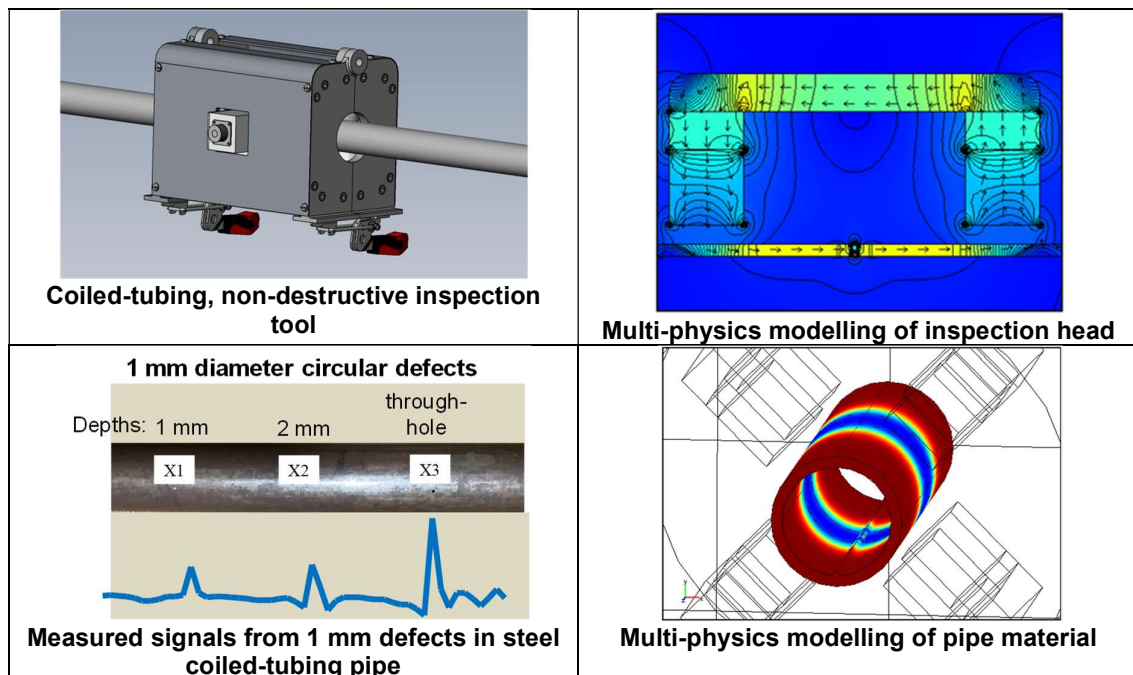 Coiled-tubing, non-destructive inspection
tool
Multi-physics modelling of inspection head
1 mm diameter circular defects
Depths: 1 mm
2 mm
through-
hole
X1
X2
X3
Measured signals from 1 mm defects in steel
coiled-tubing pipe
Multi-physics modelling of pipe material